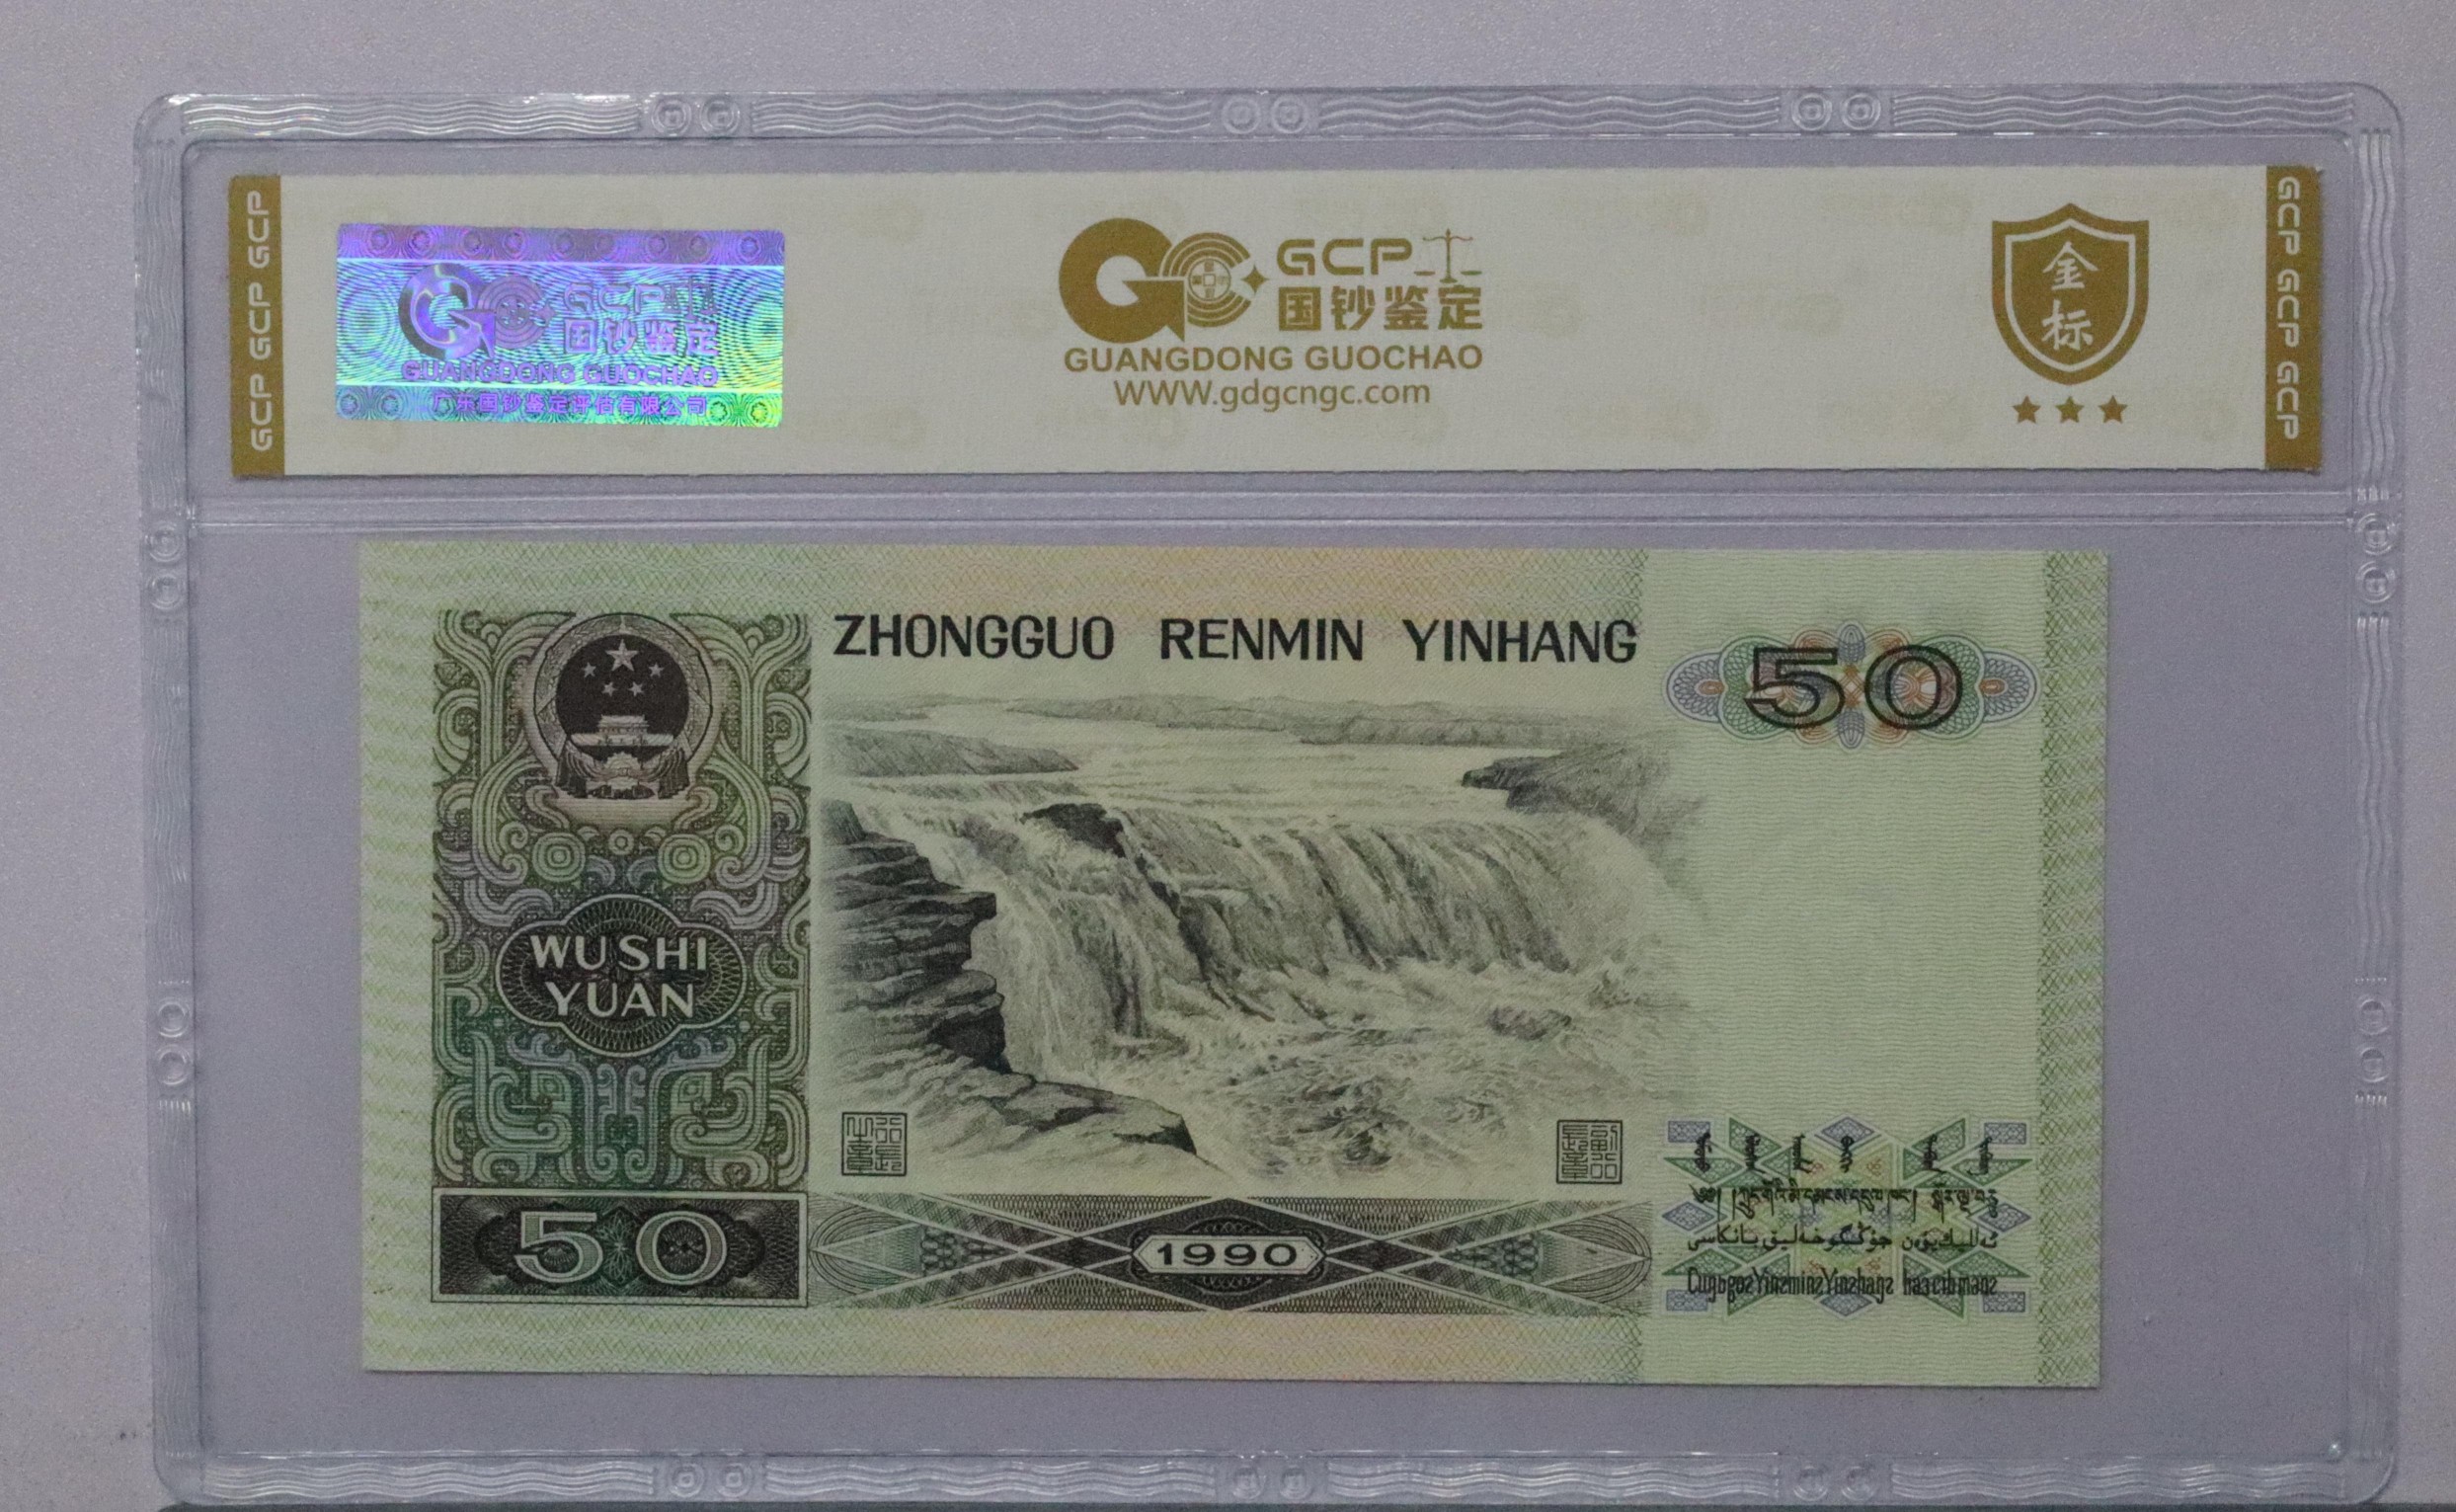 GCP GCP GCP
GCP
国钞鉴定
GUANGDONG GUOCHAO
广东国钞鉴定评估有限公司
GCP
国钞鉴定
GUANGDONG GUOCHAO
WWW.gdgcngc.com
金
标
GCP GCP GCP
ZHONGGUO RENMIN YINHANG
50
WU SHI
YUAN
50
1990